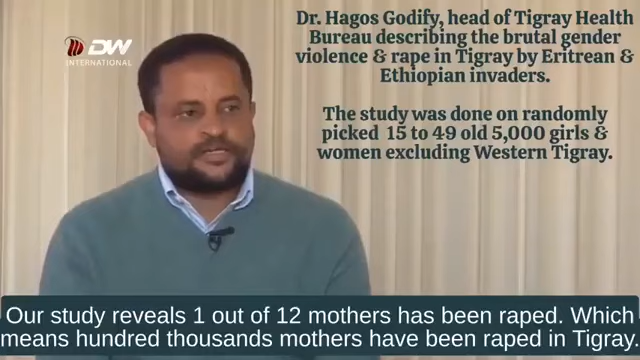 DW
INTERNATIONAL
Dr. Hagos Godify, head of Tigray Health
Bureau describing the brutal gender
violence & rape in Tigray by Eritrean &
Ethiopian invaders.
The study was done on randomly
picked 15 to 49 old 5,000 girls &
women excluding Western Tigray.
Our study reveals 1 out of 12 mothers has been raped. Which
means hundred thousands mothers have been raped in Tigray.